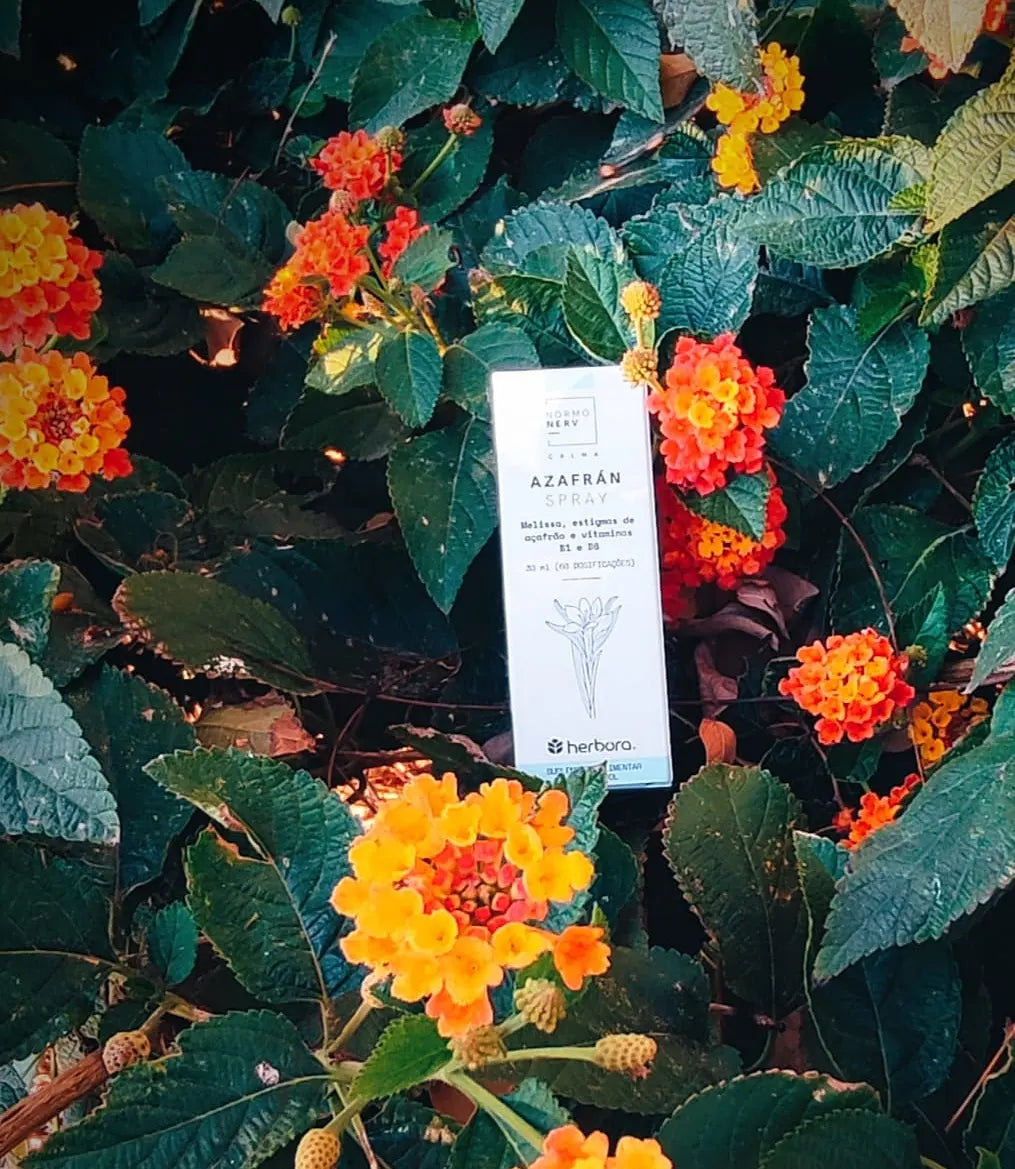 NORMO
NERV
CALMA
AZAFRÁN
SPRAY
Melissa, estigmas de
açafrão e vitaminas
B1 e B6
30 ml (60 DOSIFICAÇÕES)
herbora